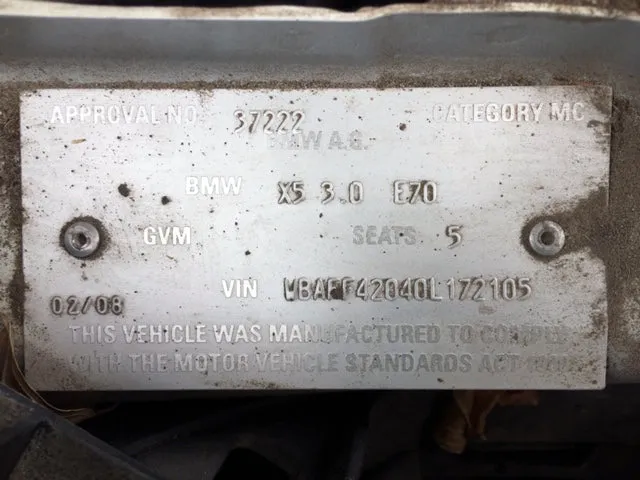 APPROVAL NO 37222 CATEGORY MC
BMW A.G.
BMW X5 3.0 E70
GVM SEATS 5
02/08 VIN WBAFF42040L172105
THIS VEHICLE WAS MANUFACTURED TO COMPLY
WITH THE MOTOR VEHICLE STANDARDS ACT